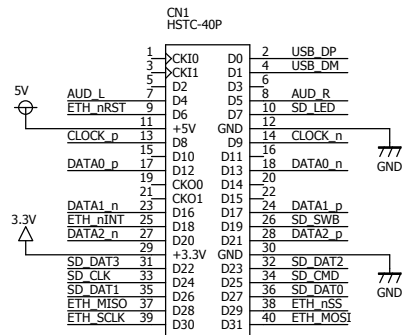 CN1
HSTC-40P
1 CKI0 D0 2 USB_DP
3 CKI1 D1 4 USB_DM
5 D2 D3 6
AUD_L 7 D4 D5 8 AUD_R
ETH_nRST 9 D6 D7 10 SD_LED
5V 11 +5V GND 12
CLOCK_p 13 D8 D9 14 CLOCK_n
15 D10 D11 16
DATA0_p 17 D12 D13 18 DATA0_n
GND
19 CKO0 D14 20
21 CKO1 D15 22
DATA1_n 23 D16 D17 24 DATA1_p
ETH_nINT 25 D18 D19 26 SD_SWB
DATA2_n 27 D20 D21 28 DATA2_p
3.3V 29 +3.3V GND 30
SD_DAT3 31 D22 D23 32 SD_DAT2
SD_CLK 33 D24 D25 34 SD_CMD
SD_DAT1 35 D26 D27 36 SD_DAT0
GND
ETH_MISO 37 D28 D29 38 ETH_nSS
ETH_SCLK 39 D30 D31 40 ETH_MOSI